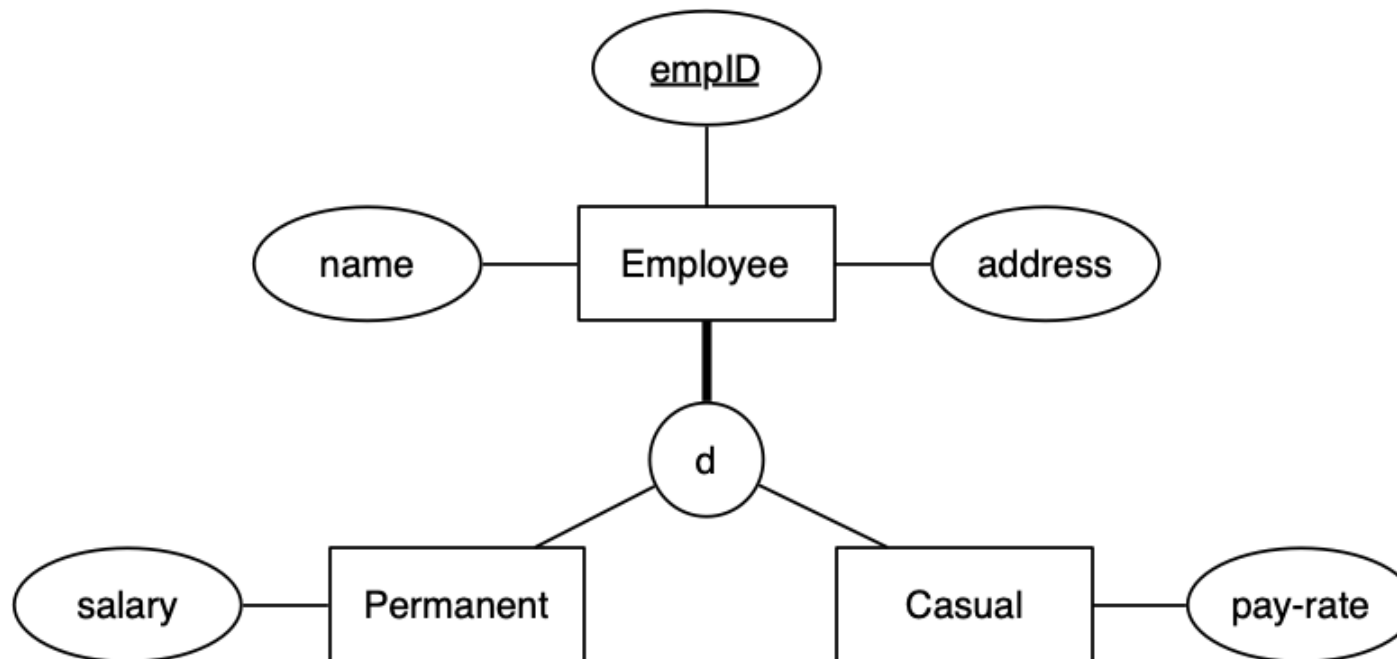 empID
name
Employee
address
d
salary
Permanent
Casual
pay-rate